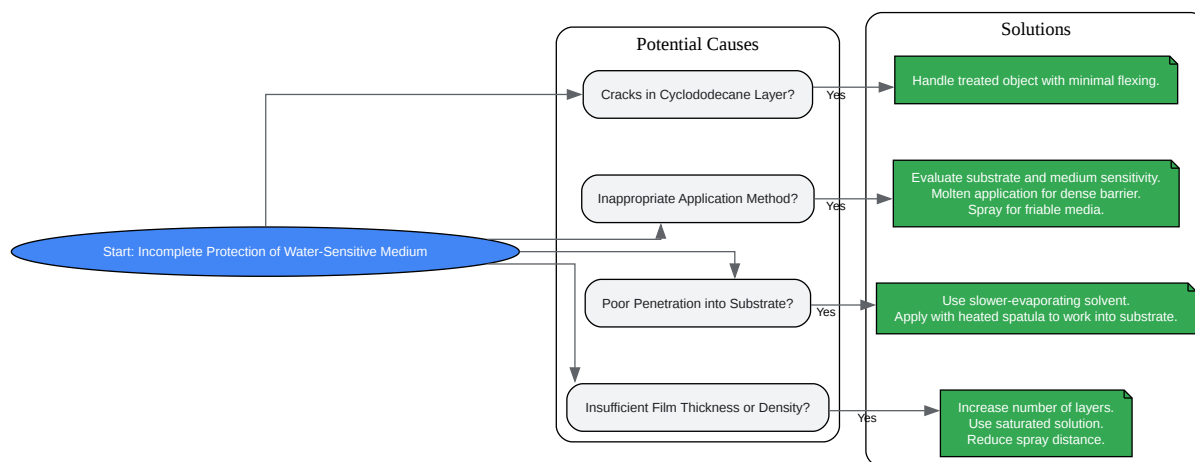 Potential Causes
Solutions
Cracks in Cyclododecane Layer?
Yes
Handle treated object with minimal flexing.
Inappropriate Application Method?
Yes
Evaluate substrate and medium sensitivity.
Molten application for dense barrier.
Spray for friable media.
Start: Incomplete Protection of Water-Sensitive Medium
Poor Penetration into Substrate?
Yes
Use slower-evaporating solvent.
Apply with heated spatula to work into substrate.
Insufficient Film Thickness or Density?
Yes
Increase number of layers.
Use saturated solution.
Reduce spray distance.